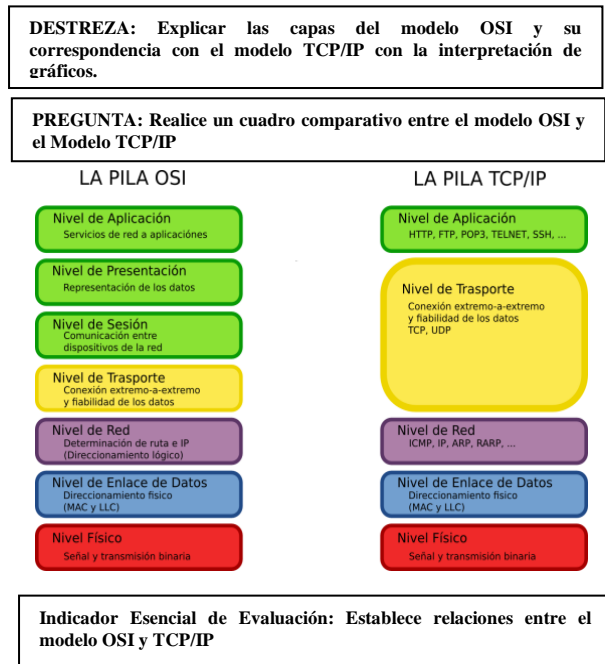 DESTREZA: Explicar las capas del modelo OSI y su
correspondencia con el modelo TCP/IP con la interpretación de
gráficos.
PREGUNTA: Realice un cuadro comparativo entre el modelo OSI y
el Modelo TCP/IP
LA PILA OSI
Nivel de Aplicación
Servicios de red a aplicaciónes
Nivel de Presentación
Representación de los datos
Nivel de Sesión
Comunicación entre
dispositivos de la red
Nivel de Trasporte
Conexión extremo-a-extremo
y fiabilidad de los datos
Nivel de Red
Determinación de ruta e IP
(Direccionamiento lógico)
Nivel de Enlace de Datos
Direccionamiento fisico
(MAC y LLC)
Nivel Físico
Señal y transmisión binaria
LA PILA TCP/IP
Nivel de Aplicación
HTTP, FTP, POP3, TELNET, SSH, ...
Nivel de Trasporte
Conexión extremo-a-extremo
y fiabilidad de los datos
TCP, UDP
Nivel de Red
ICMP, IP, ARP, RARP, ...
Nivel de Enlace de Datos
Direccionamiento fisico
(MAC y LLC)
Nivel Físico
Señal y transmisión binaria
Indicador Esencial de Evaluación: Establece relaciones entre el
modelo OSI y TCP/IP